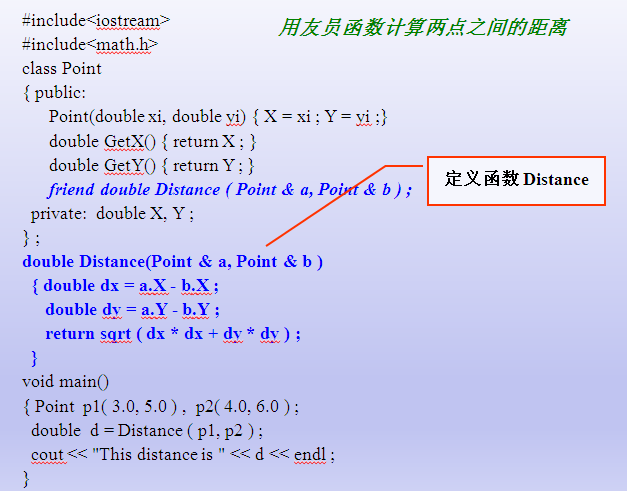 #include<iostream>
用友员函数计算两点之间的距离
#include<math.h>
class Point
{ public:
Point(double xi, double yi) { X = xi ; Y = yi ;}
double GetX() { return X ; }
double GetY() { return Y ; }
friend double Distance ( Point & a, Point & b ) ;
定义函数 Distance
private: double X, Y ;
} ;
double Distance(Point & a, Point & b )
{ double dx = a.X - b.X ;
double dy = a.Y - b.Y ;
return sqrt ( dx * dx + dy * dy ) ;
}
void main()
{ Point p1( 3.0, 5.0 ) , p2( 4.0, 6.0 ) ;
double d = Distance ( p1, p2 ) ;
cout << "This distance is " << d << endl ;
}